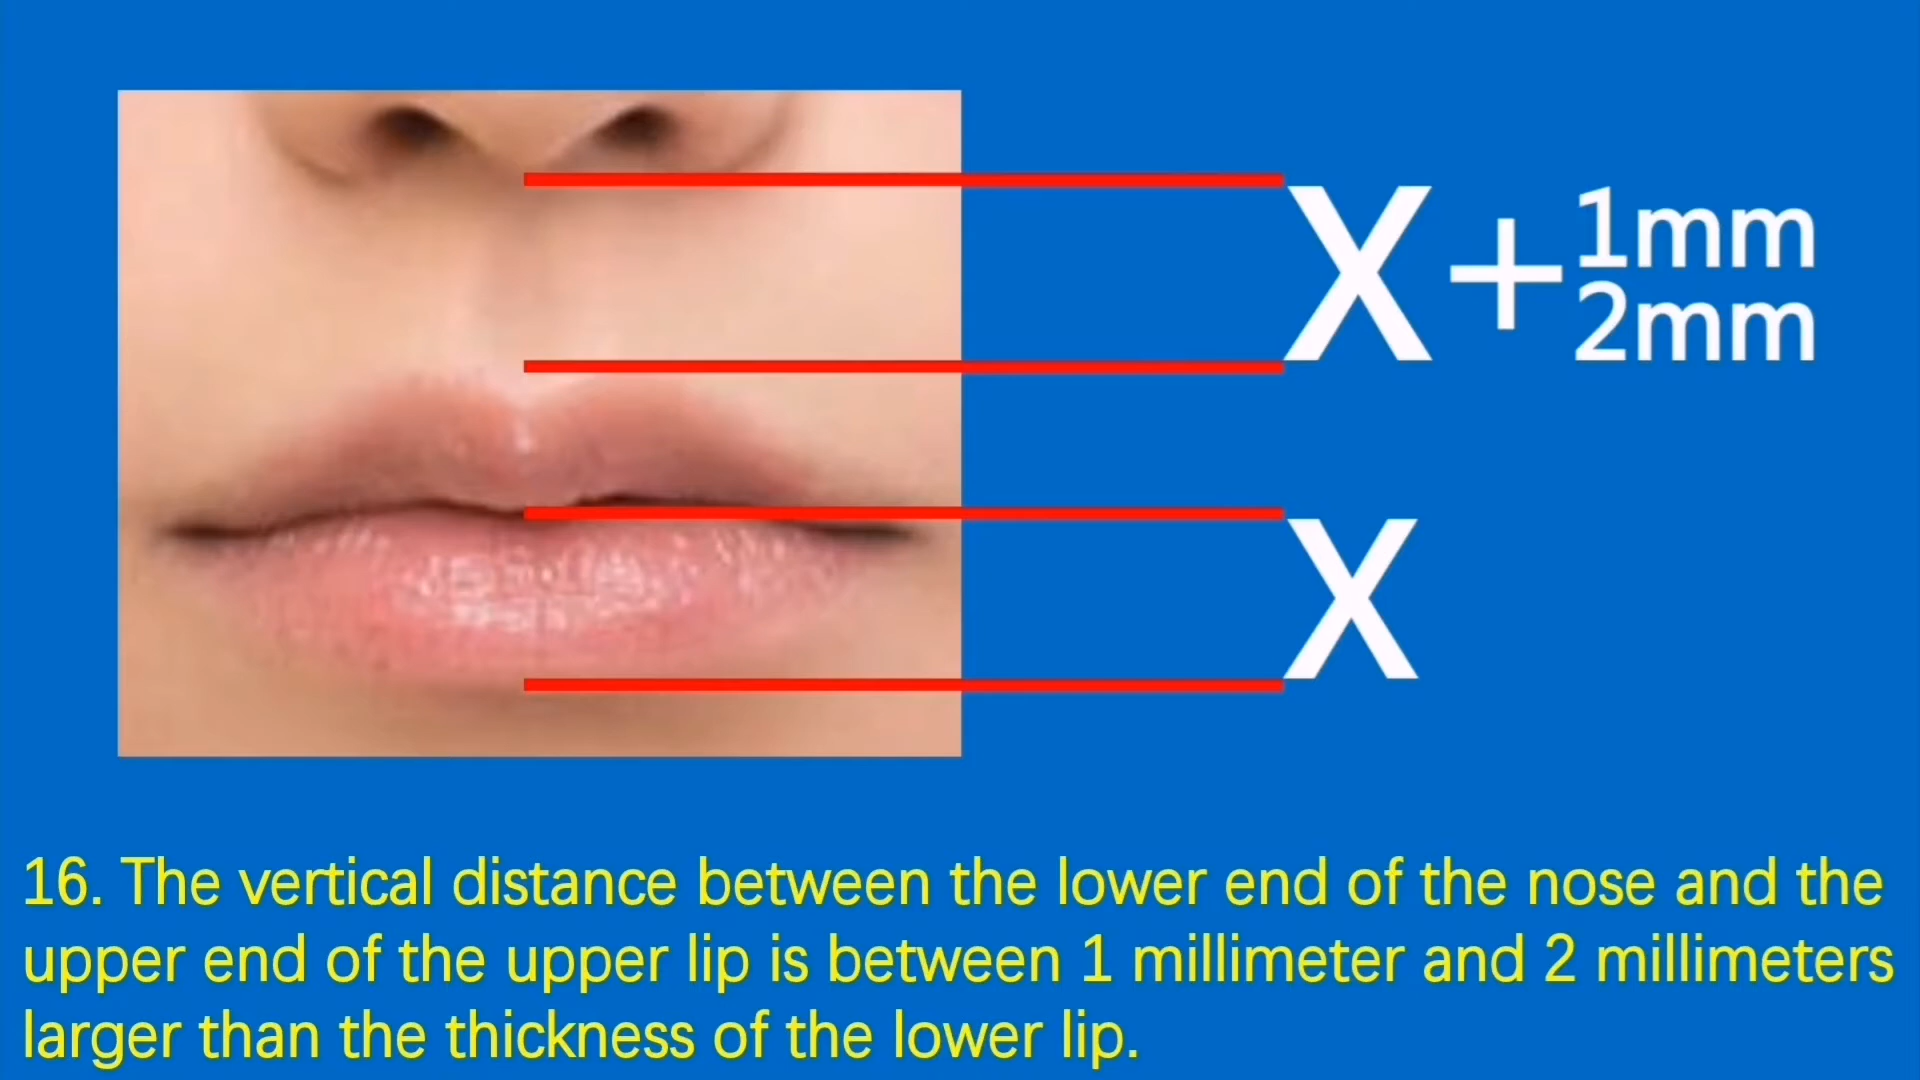 X+1mm
2mm
X
16. The vertical distance between the lower end of the nose and the
upper end of the upper lip is between 1 millimeter and 2 millimeters
larger than the thickness of the lower lip.